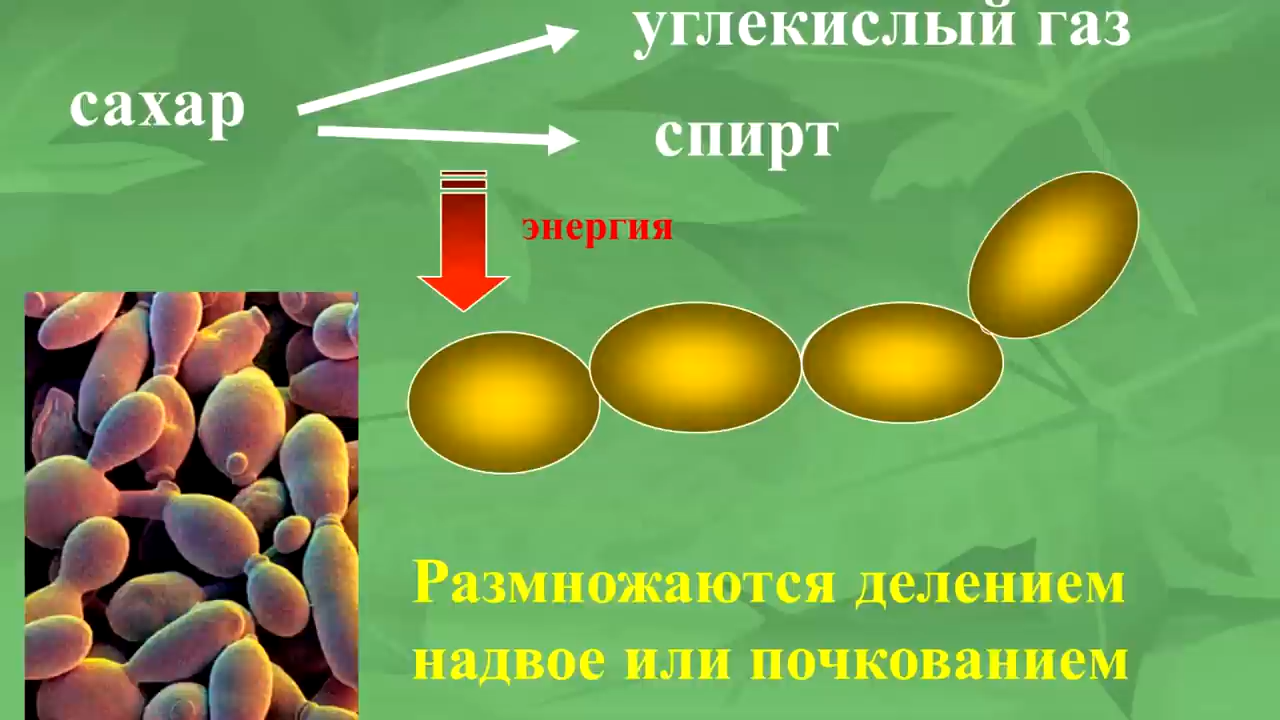 углекислый газ
сахар
спирт
энергия
Размножаются делением
надвое или почкованием